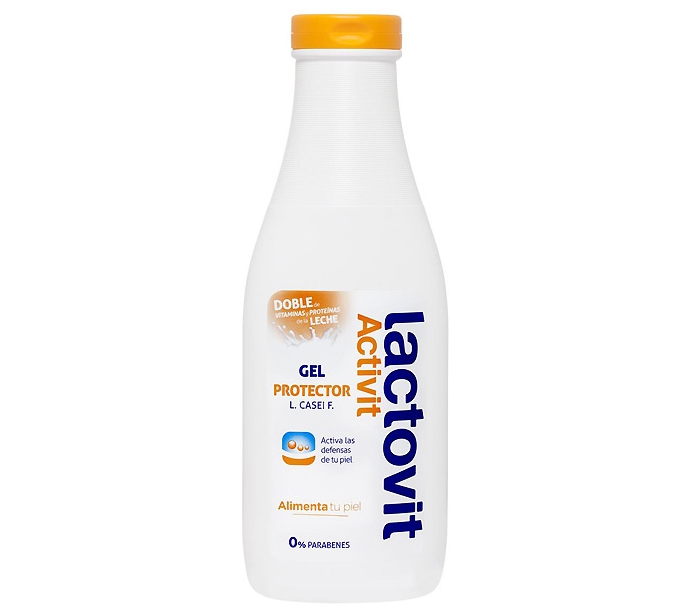 DOBLE de
VITAMINAS y PROTEÍNAS
de la LECHE
GEL
PROTECTOR
L. CASEI F.
Activa las
defensas
de tu piel
Alimenta tu piel
0% PARABENES
Activit
lactovit